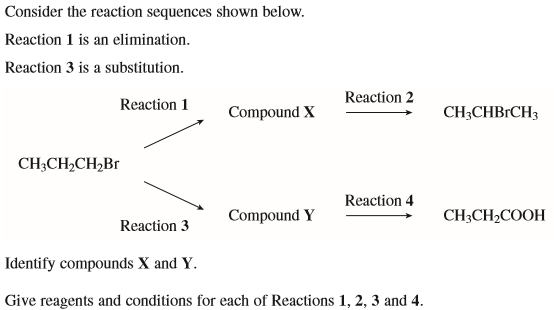 Consider the reaction sequences shown below.
Reaction 1 is an elimination.
Reaction 3 is a substitution.
Reaction 1
Compound X
Reaction 2
CH₃CHBrCH₃
CH₃CH₂CH₂Br
Reaction 3
Compound Y
Reaction 4
CH₃CH₂COOH
Identify compounds X and Y.
Give reagents and conditions for each of Reactions 1, 2, 3 and 4.